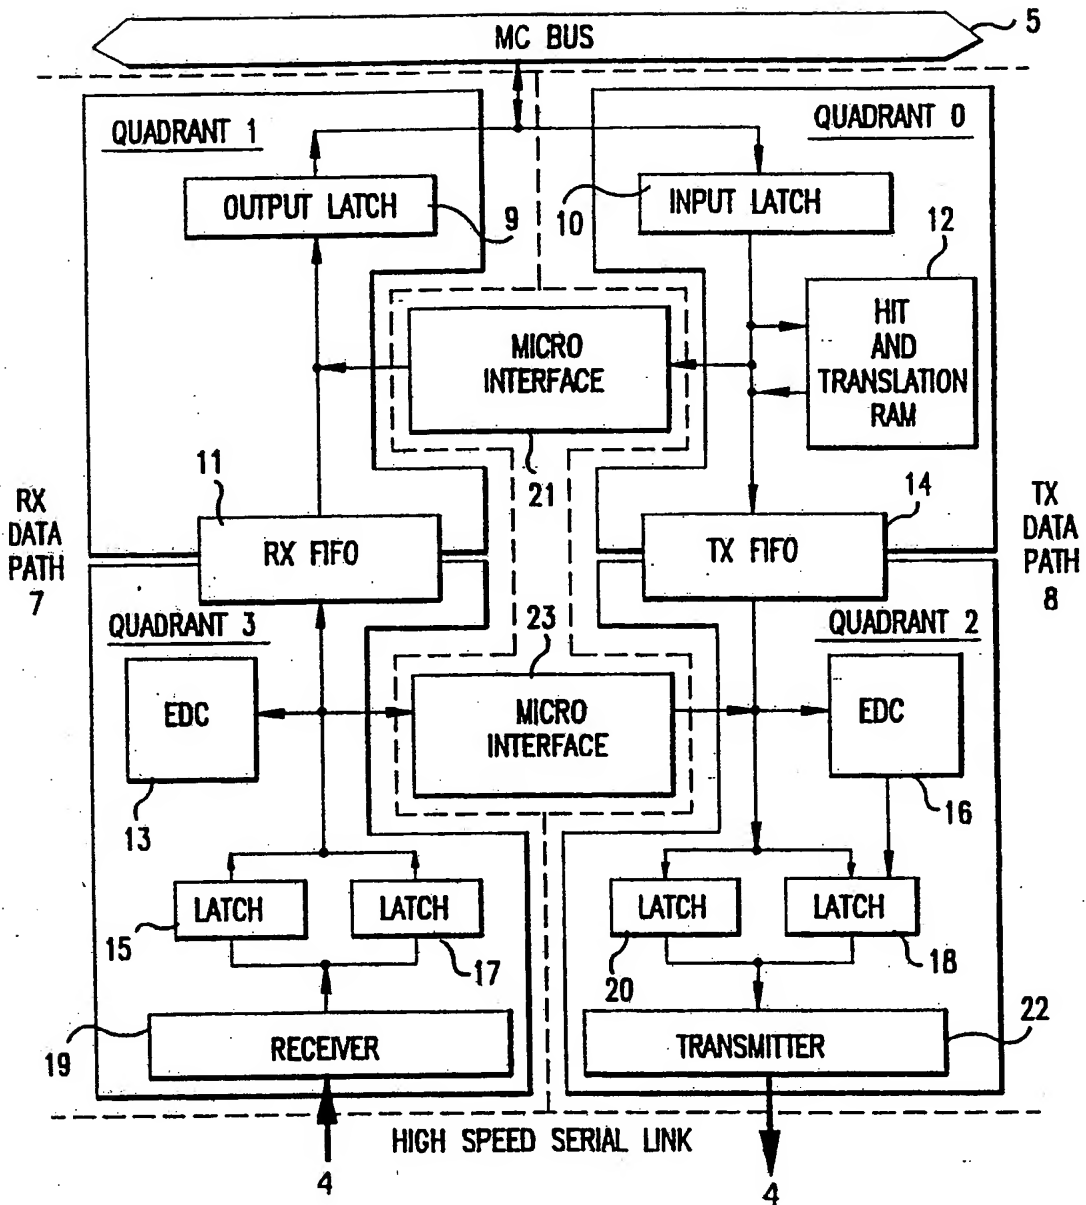 MC BUS
5
QUADRANT 1
QUADRANT 0
OUTPUT LATCH
9
10
INPUT LATCH
12
HIT
AND
TRANSLATION
RAM
MICRO
INTERFACE
21
11
14
RX
DATA
PATH
7
RX FIFO
TX FIFO
TX
DATA
PATH
8
QUADRANT 3
23
QUADRANT 2
EDC
13
MICRO
INTERFACE
EDC
16
LATCH
15
LATCH
17
LATCH
20
LATCH
18
19
RECEIVER
TRANSMITTER
22
HIGH SPEED SERIAL LINK
4
4